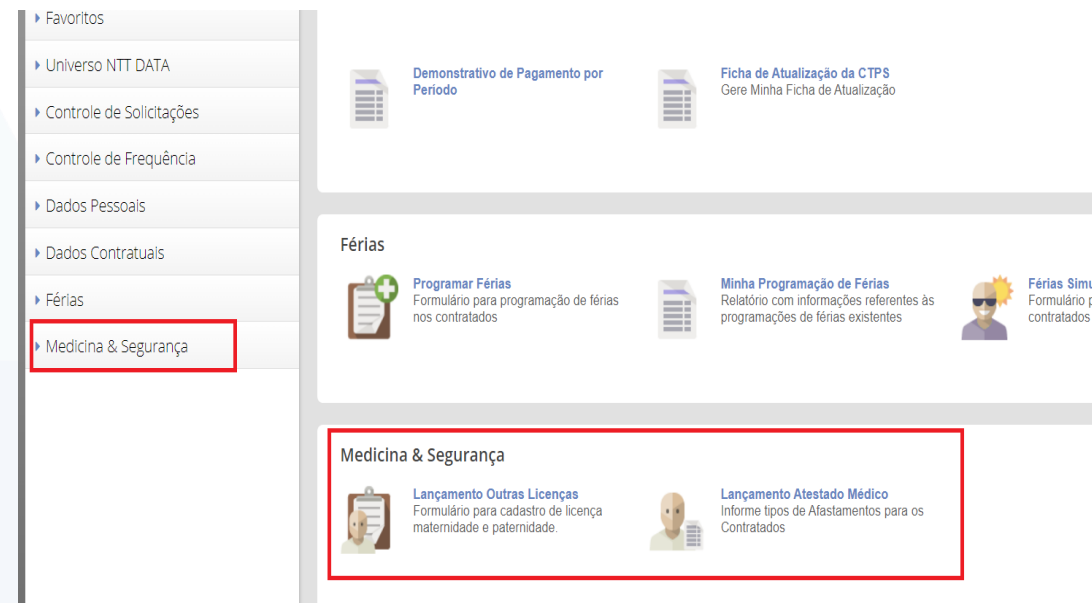 Favoritos
Universo NTT DATA
Controle de Solicitações
Controle de Frequência
Dados Pessoais
Dados Contratuais
Férias
Medicina & Segurança
Demonstrativo de Pagamento por
Periodo
Ficha de Atualização da CTPS
Gere Minha Ficha de Atualização
Férias
Programar Férias
Formulário para programação de férias
nos contratados
Minha Programação de Férias
Relatório com informações referentes às
programações de férias existentes
Férias Simu
Formulário p
contratados
Medicina & Segurança
Lançamento Outras Licenças
Formulário para cadastro de licença
maternidade e paternidade.
Lançamento Atestado Médico
Informe tipos de Afastamentos para os
Contratados